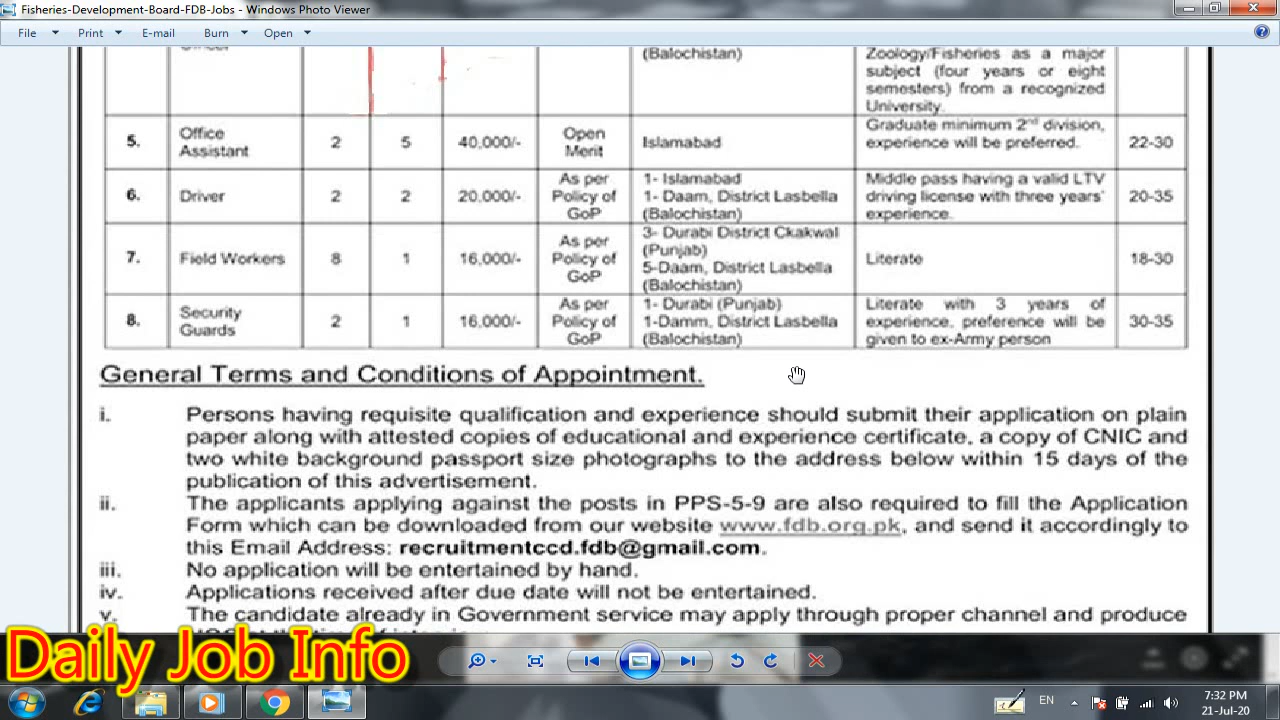 Fisheries-Development-Board-FDB-Jobs - Windows Photo Viewer
File Print E-mail Burn Open
(Balochistan)
Zoology/Fisheries as a major
subject (four years or eight
semesters) from a recognized
University.
5. Office Assistant 2 5 40,000/- Open Merit Islamabad Graduate minimum 2nd division, experience will be preferred. 22-30
6. Driver 2 2 20,000/- As per Policy of GoP 1- Islamabad 1- Daam, District Lasbella (Balochistan) Middle pass having a valid LTV driving license with three years' experience. 20-35
7. Field Workers 8 1 16,000/- As per Policy of GoP 3- Durabi District Ckakwal (Punjab) 5-Daam, District Lasbella (Balochistan) Literate 18-30
8. Security Guards 2 1 16,000/- As per Policy of GoP 1- Durabi (Punjab) 1-Damm, District Lasbella (Balochistan) Literate with 3 years of experience, preference will be given to ex-Army person 30-35
General Terms and Conditions of Appointment.
i. Persons having requisite qualification and experience should submit their application on plain
paper along with attested copies of educational and experience certificate, a copy of CNIC and
two white background passport size photographs to the address below within 15 days of the
publication of this advertisement.
ii. The applicants applying against the posts in PPS-5-9 are also required to fill the Application
Form which can be downloaded from our website www.fdb.org.pk, and send it accordingly to
this Email Address: recruitmentccd.fdb@gmail.com.
iii. No application will be entertained by hand.
iv. Applications received after due date will not be entertained.
v. The candidate already in Government service may apply through proper channel and produce
Daily Job Info
EN
7:32 PM
21-Jul-20